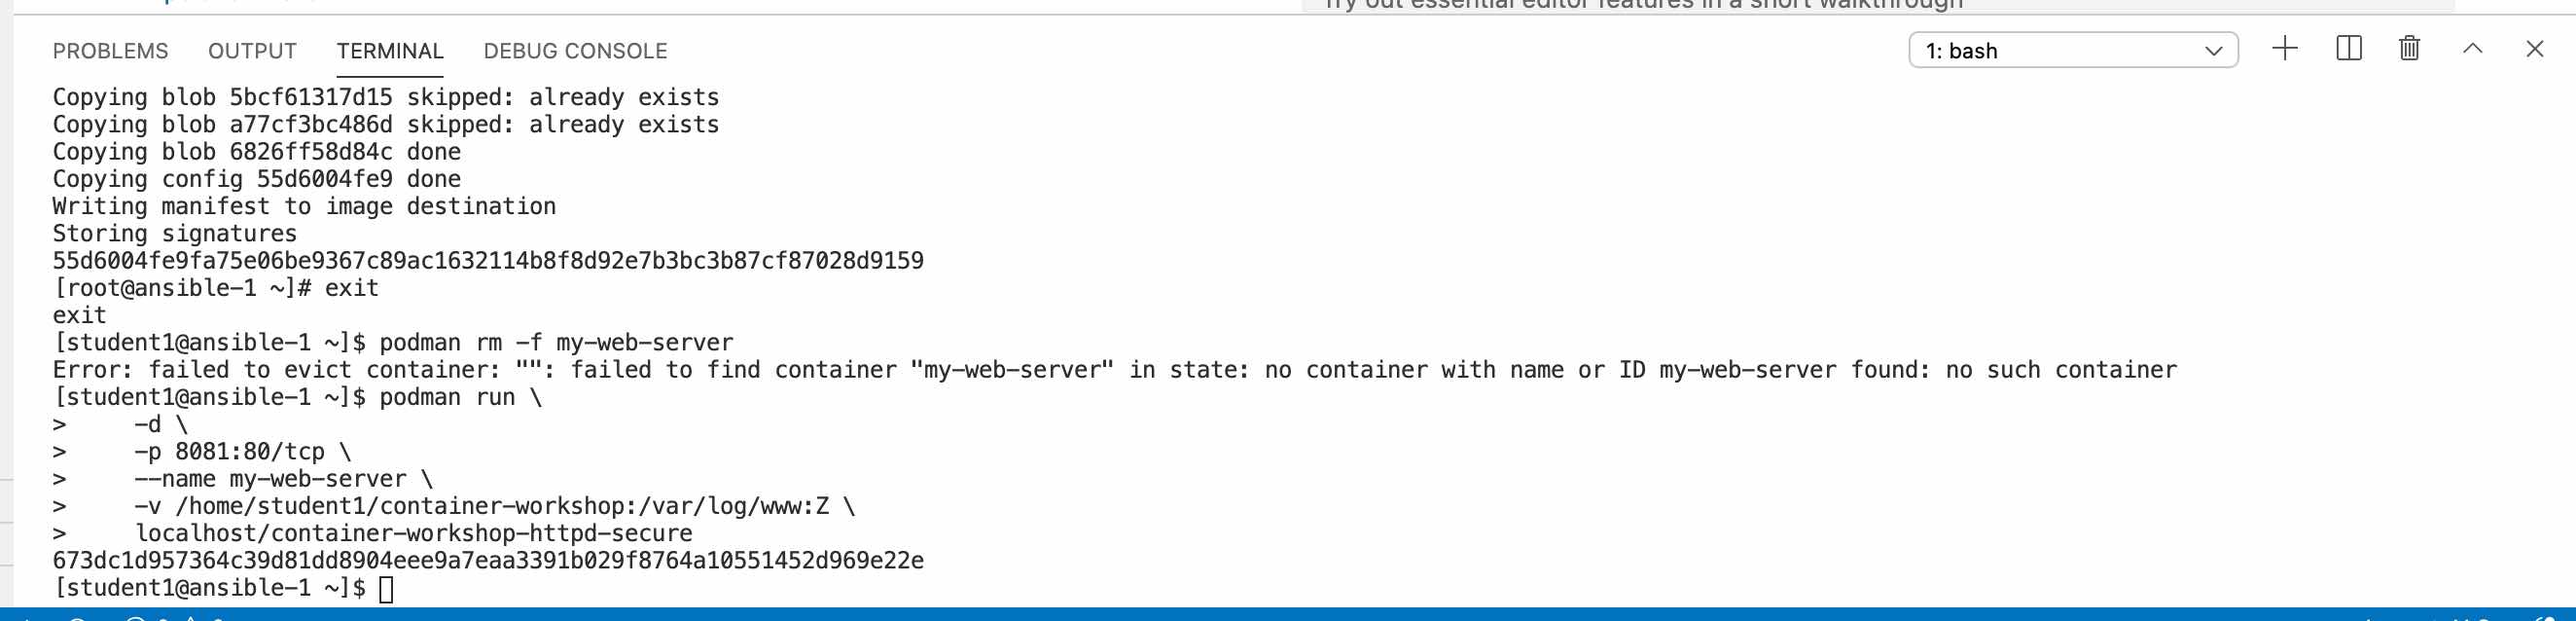 Try out essential editor features in a short walkthrough
PROBLEMS OUTPUT TERMINAL DEBUG CONSOLE 1: bash
Copying blob 5bcf61317d15 skipped: already exists
Copying blob a77cf3bc486d skipped: already exists
Copying blob 6826ff58d84c done
Copying config 55d6004fe9 done
Writing manifest to image destination
Storing signatures
55d6004fe9fa75e06be9367c89ac1632114b8f8d92e7b3bc3b87cf87028d9159
[root@ansible-1 ~]# exit
exit
[student1@ansible-1 ~]$ podman rm -f my-web-server
Error: failed to evict container: "": failed to find container "my-web-server" in state: no container with name or ID my-web-server found: no such container
[student1@ansible-1 ~]$ podman run \
>     -d \
>     -p 8081:80/tcp \
>     --name my-web-server \
>     -v /home/student1/container-workshop:/var/log/www:Z \
>     localhost/container-workshop-httpd-secure
673dc1d957364c39d81dd8904eee9a7eaa3391b029f8764a10551452d969e22e
[student1@ansible-1 ~]$